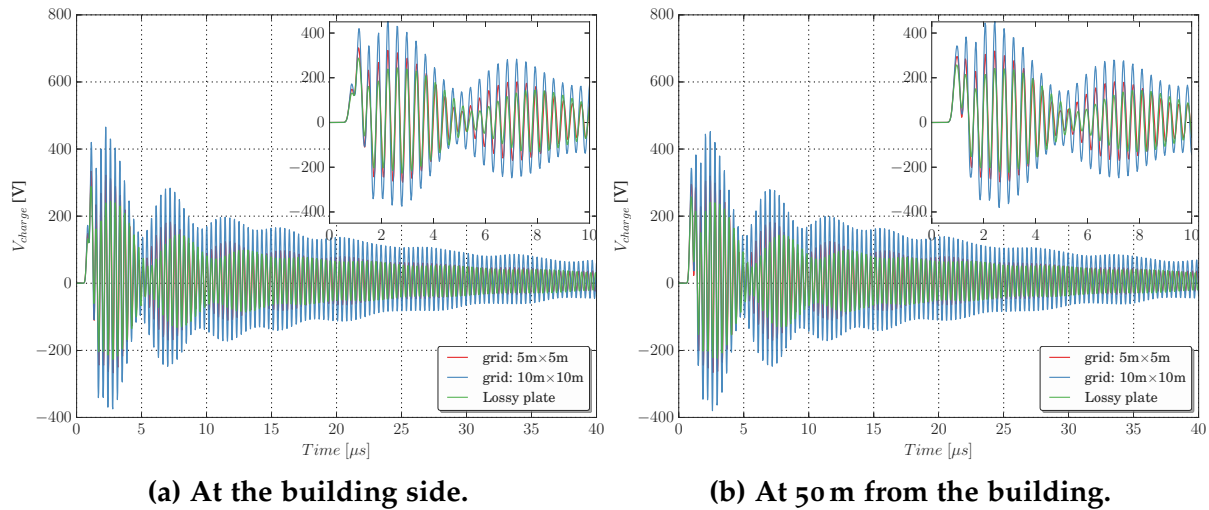 800
600
400
200
0
−200
−400
V_charge [V]
0 5 10 15 20 25 30 35 40
Time [μs]
400
200
0
−200
−400
0 2 4 6 8 10
grid: 5m×5m
grid: 10m×10m
Lossy plate
(a) At the building side.
800
600
400
200
0
−200
−400
V_charge [V]
0 5 10 15 20 25 30 35 40
Time [μs]
400
200
0
−200
−400
0 2 4 6 8 10
grid: 5m×5m
grid: 10m×10m
Lossy plate
(b) At 50 m from the building.